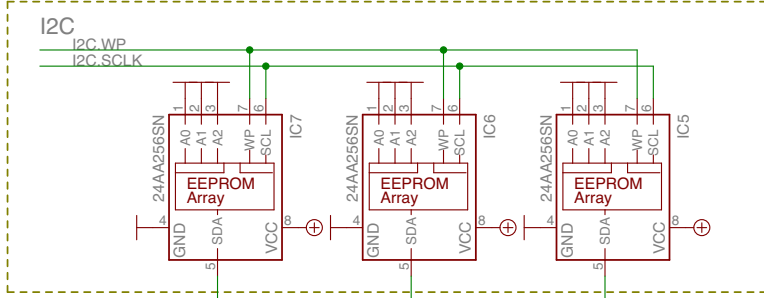 I2C
I2C.WP
I2C.SCLK
1 2 3 7 6
A0 A1 A2 WP SCL
24AA256SN
IC7
EEPROM
Array
4 GND SDA VCC 8
5
1 2 3 7 6
A0 A1 A2 WP SCL
24AA256SN
IC6
EEPROM
Array
4 GND SDA VCC 8
5
1 2 3 7 6
A0 A1 A2 WP SCL
24AA256SN
IC5
EEPROM
Array
4 GND SDA VCC 8
5